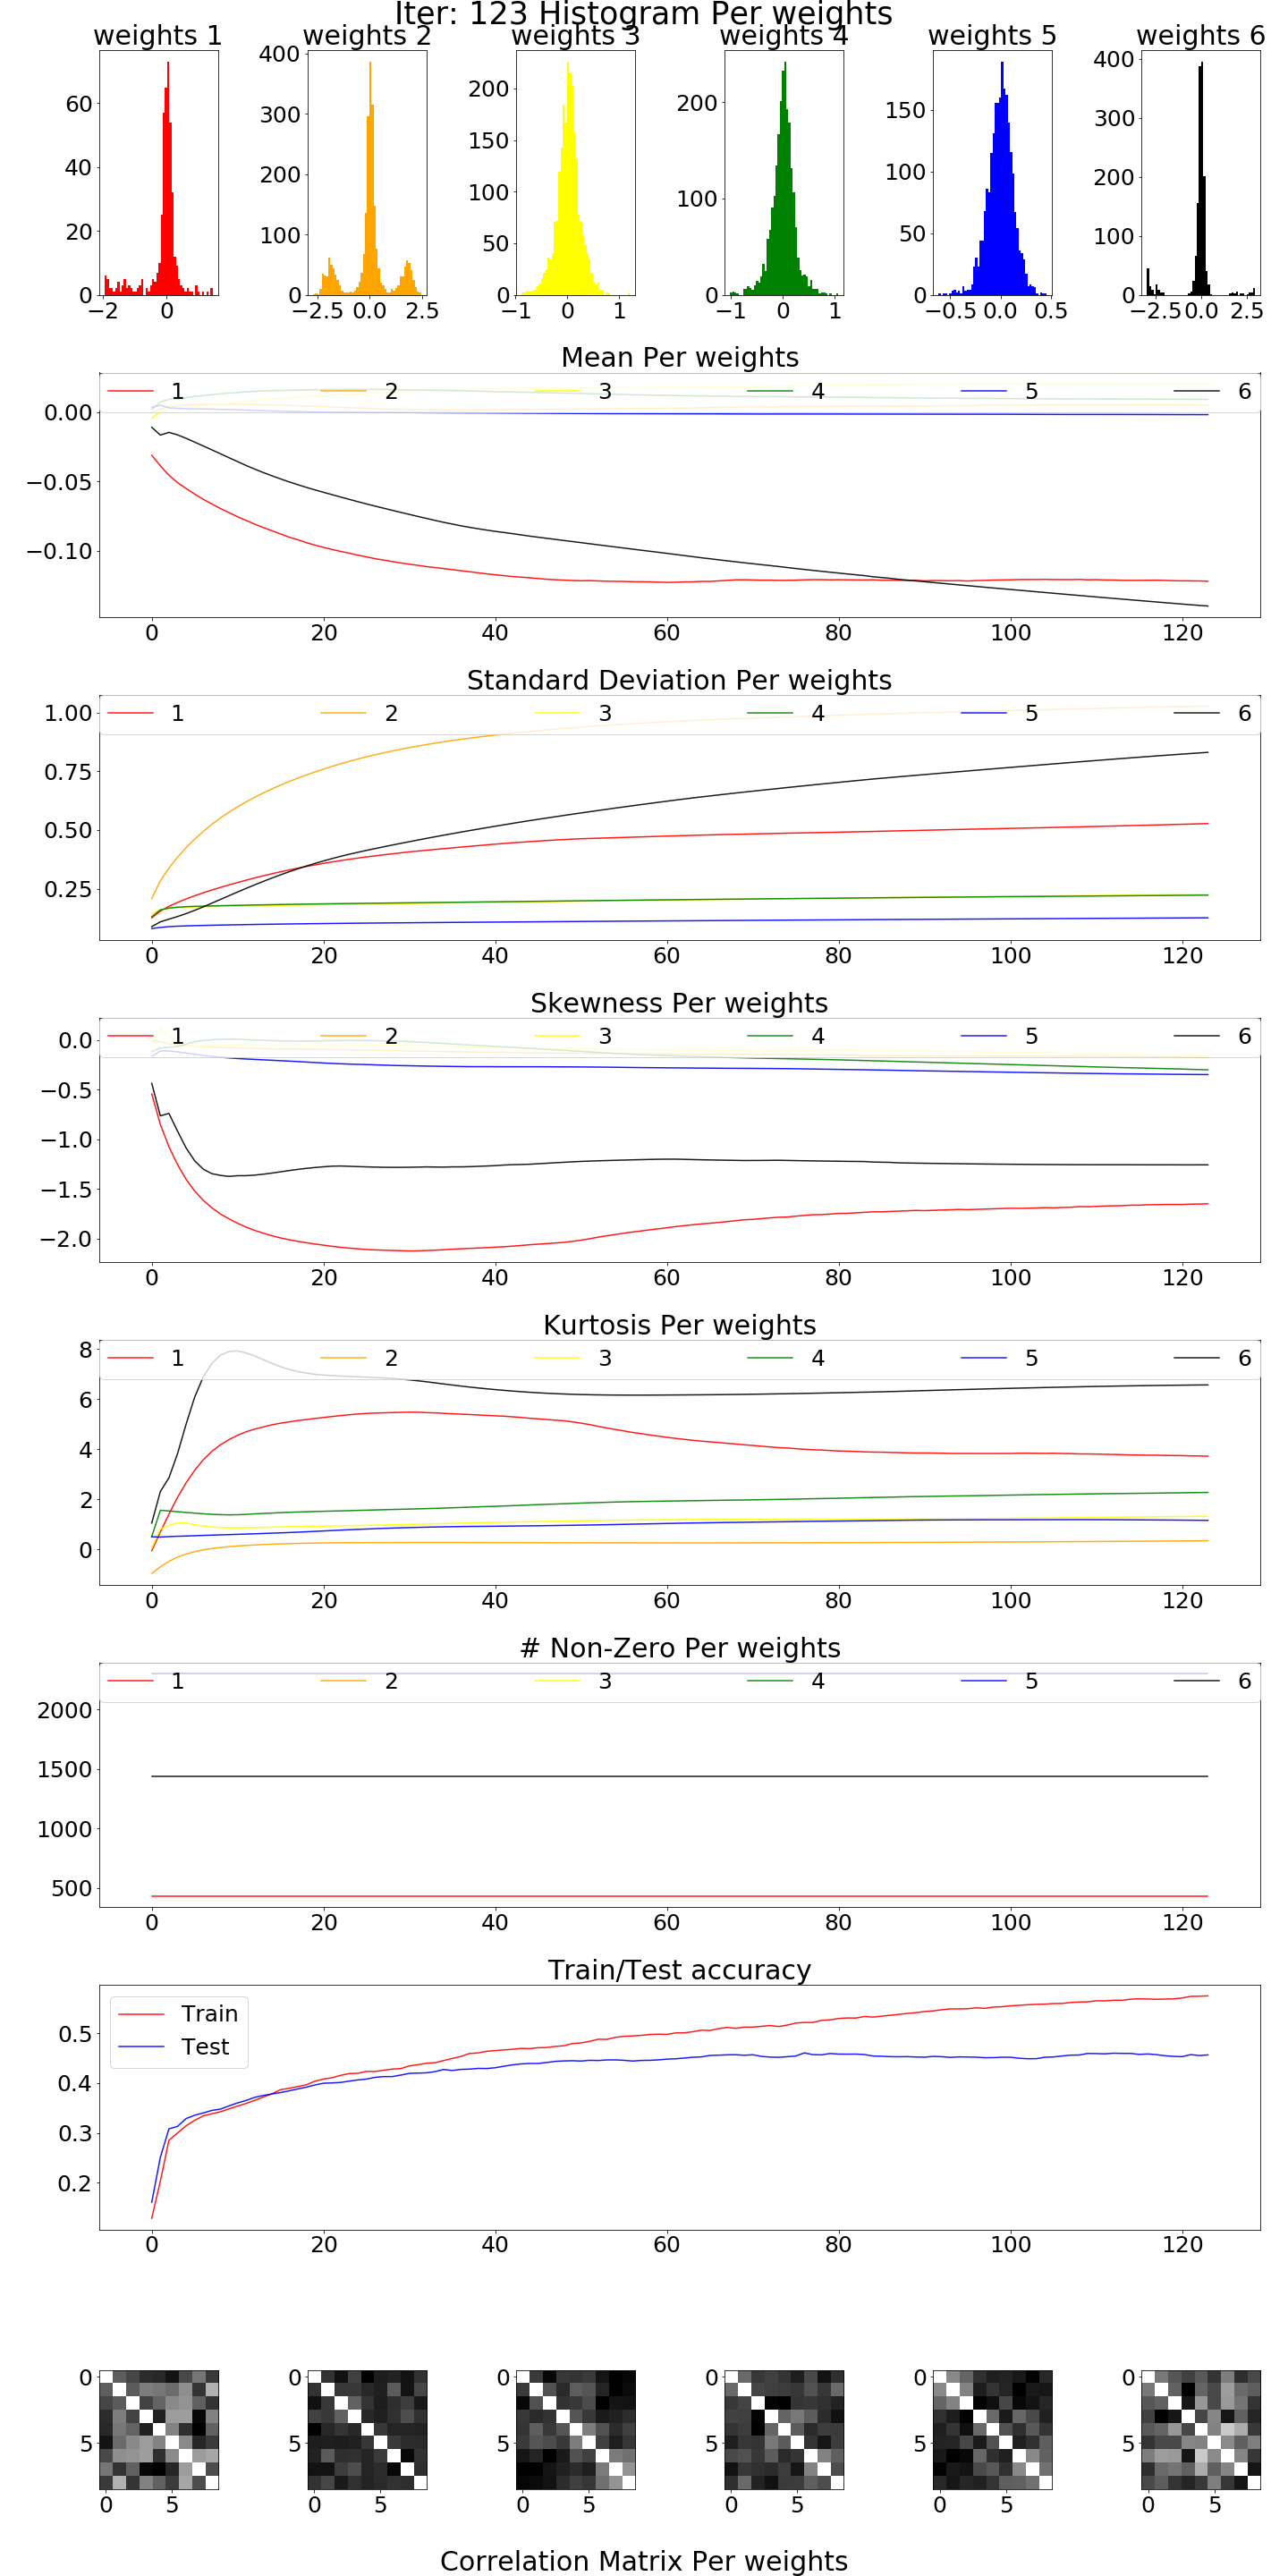 Iter: 123 Histogram Per weights
weights 1 weights 2 weights 3 weights 4 weights 5 weights 6
60
40
20
0
−2 0
400
300
200
100
0
−2.5 0.0 2.5
200
150
100
50
0
−1 0 1
200
100
0
−1 0 1
150
100
50
0
−0.5 0.0 0.5
400
300
200
100
0
−2.5 0.0 2.5
Mean Per weights
1 2 3 4 5 6
0.00
−0.05
−0.10
0 20 40 60 80 100 120
Standard Deviation Per weights
1 2 3 4 5 6
1.00
0.75
0.50
0.25
0 20 40 60 80 100 120
Skewness Per weights
1 2 3 4 5 6
0.0
−0.5
−1.0
−1.5
−2.0
0 20 40 60 80 100 120
Kurtosis Per weights
1 2 3 4 5 6
8
6
4
2
0
0 20 40 60 80 100 120
# Non-Zero Per weights
1 2 3 4 5 6
2000
1500
1000
500
0 20 40 60 80 100 120
Train/Test accuracy
Train
Test
0.5
0.4
0.3
0.2
0 20 40 60 80 100 120
0 0 0 0 0 0
5 5 5 5 5 5
0 5 0 5 0 5 0 5 0 5 0 5
Correlation Matrix Per weights